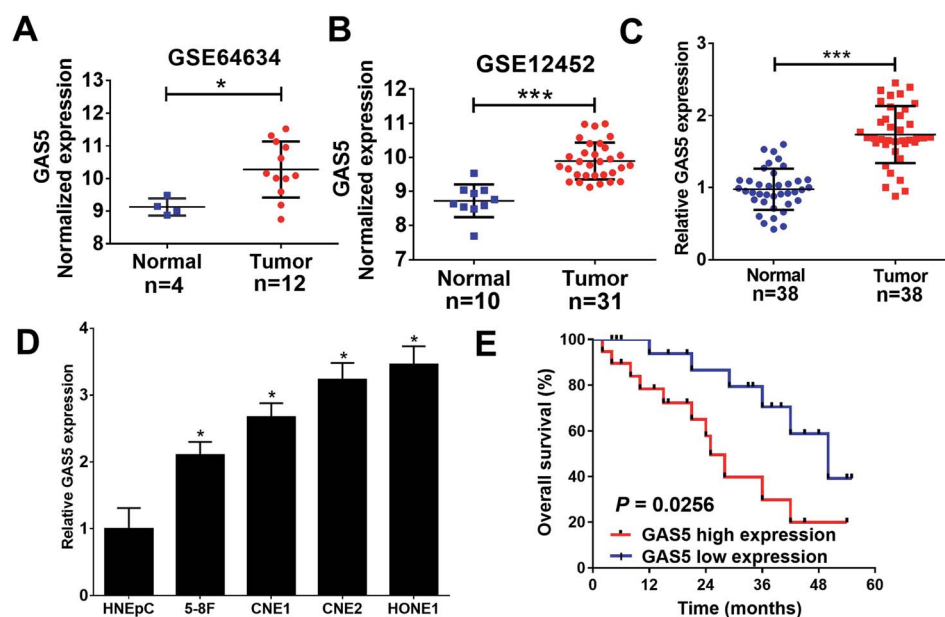 A
GAS5
Normalized expression
GSE64634
*
13
12
11
10
9
8
Normal
n=4
Tumor
n=12
B
GAS5
Normalized expression
GSE12452
***
12
11
10
9
8
7
Normal
n=10
Tumor
n=31
C
Relative GAS5 expression
***
3
2
1
0
Normal
n=38
Tumor
n=38
D
Relative GAS5 expression
4
3
2
1
0
*
*
*
*
HNEpC
5-8F
CNE1
CNE2
HONE1
E
Overall survival (%)
100
80
60
40
20
P = 0.0256
GAS5 high expression
GAS5 low expression
0
12
24
36
48
60
Time (months)